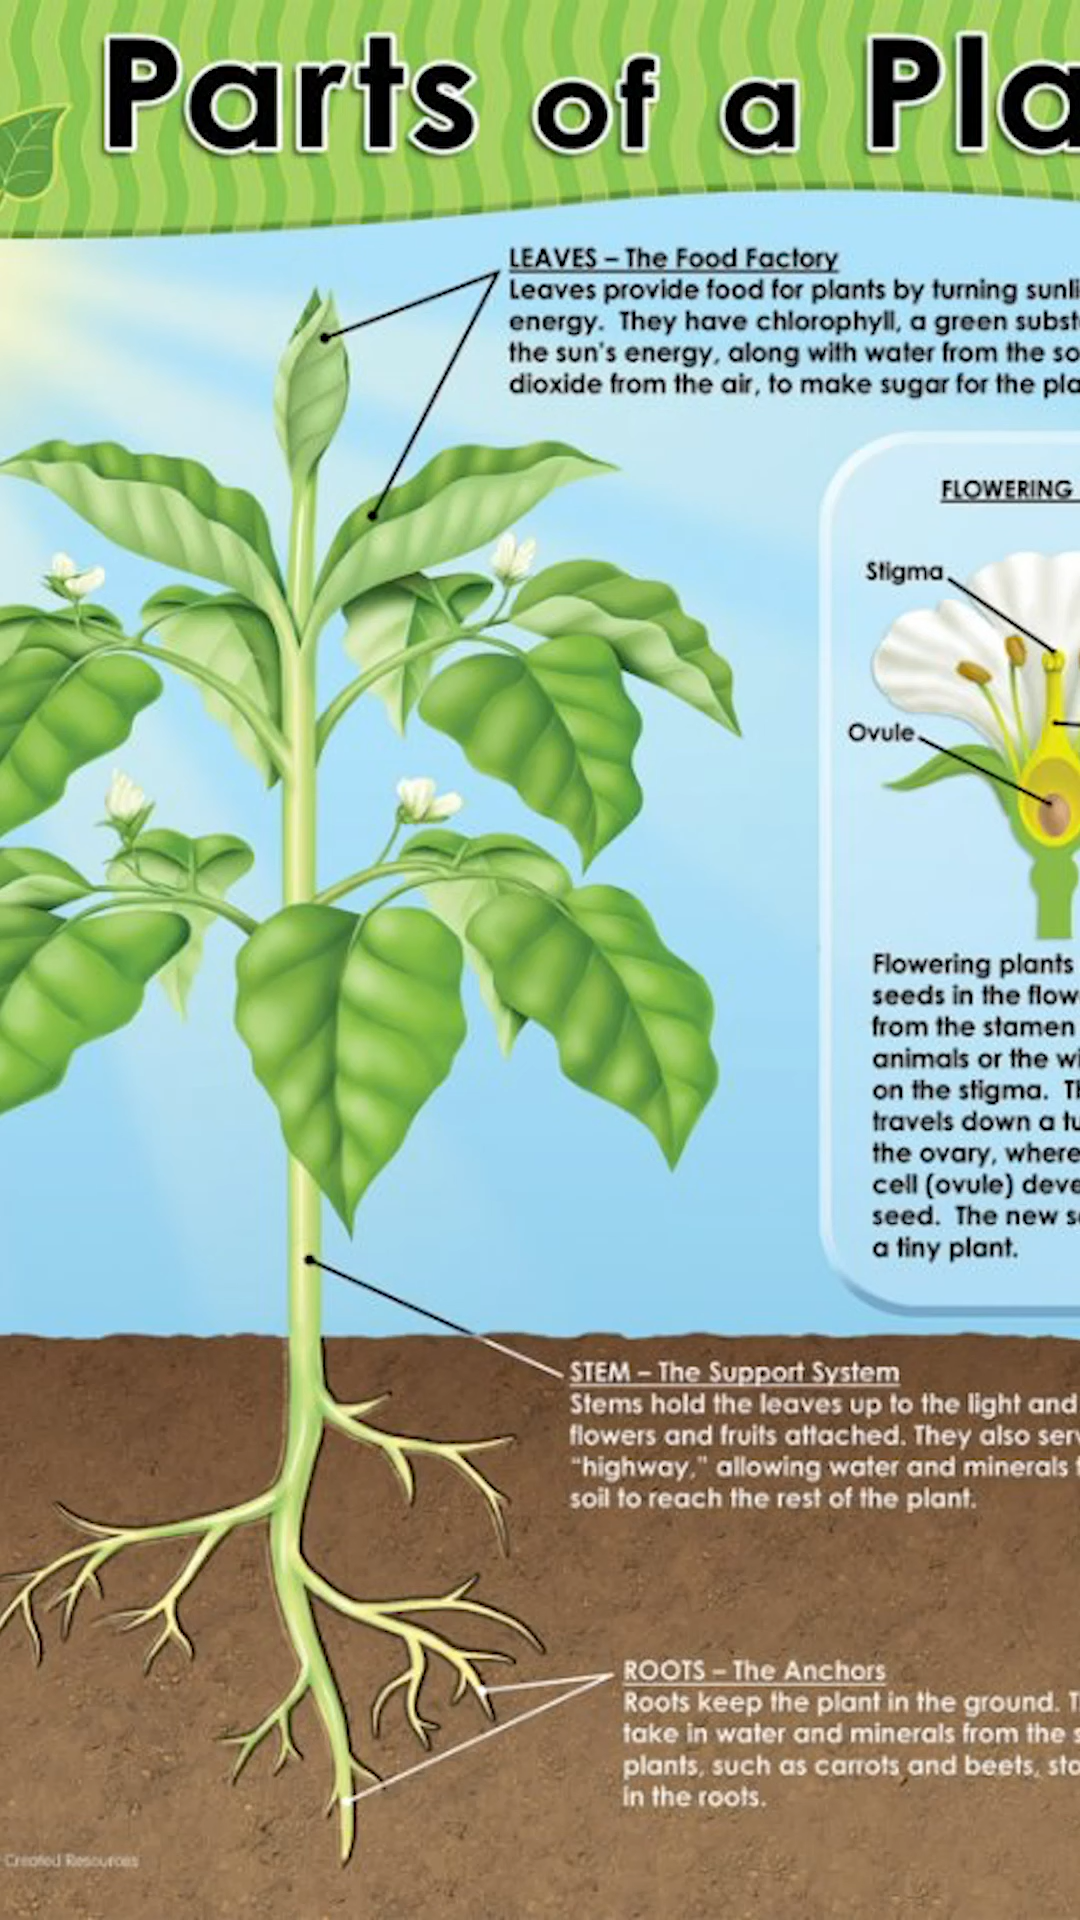 Parts of a Pla
LEAVES – The Food Factory
Leaves provide food for plants by turning sunli
energy.  They have chlorophyll, a green subst
the sun's energy, along with water from the so
dioxide from the air, to make sugar for the pla
FLOWERING
Stigma
Ovule
Flowering plants
seeds in the flow
from the stamen
animals or the wi
on the stigma.  Th
travels down a tu
the ovary, where
cell (ovule) deve
seed.  The new se
a tiny plant.
STEM – The Support System
Stems hold the leaves up to the light and
flowers and fruits attached. They also serv
"highway," allowing water and minerals f
soil to reach the rest of the plant.
ROOTS – The Anchors
Roots keep the plant in the ground. T
take in water and minerals from the s
plants, such as carrots and beets, sto
in the roots.
Created Resources